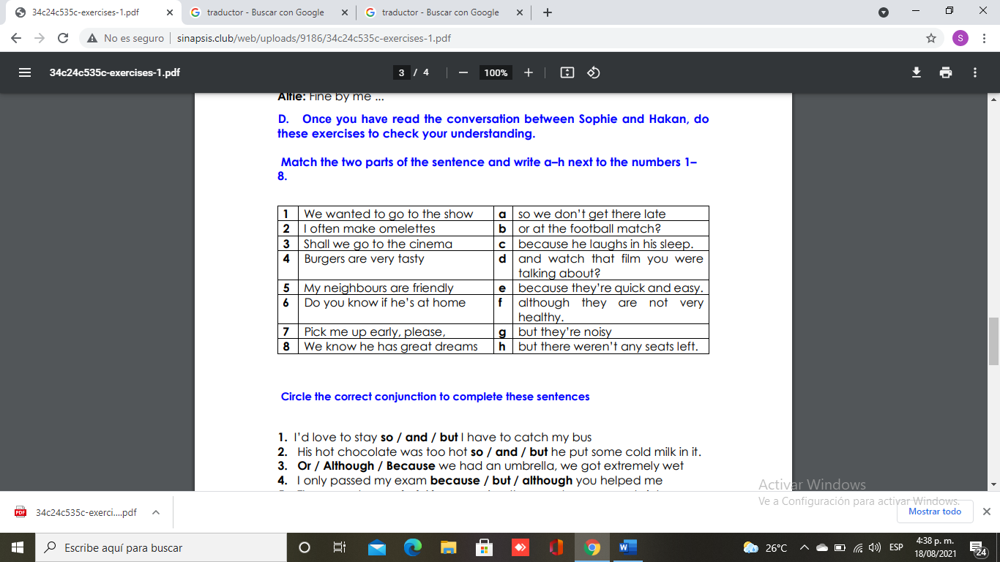 34c24c535c-exercises-1.pdf
traductor - Buscar con Google
traductor - Buscar con Google
No es seguro | sinapsis.club/web/uploads/9186/34c24c535c-exercises-1.pdf
S
34c24c535c-exercises-1.pdf
3 / 4
100%
Alfie: Fine by me ...
D. Once you have read the conversation between Sophie and Hakan, do
these exercises to check your understanding.
Match the two parts of the sentence and write a–h next to the numbers 1–
8.
1 We wanted to go to the show a so we don't get there late
2 I often make omelettes b or at the football match?
3 Shall we go to the cinema c because he laughs in his sleep.
4 Burgers are very tasty d and watch that film you were
talking about?
5 My neighbours are friendly e because they're quick and easy.
6 Do you know if he's at home f although they are not very
healthy.
7 Pick me up early, please, g but they're noisy
8 We know he has great dreams h but there weren't any seats left.
Circle the correct conjunction to complete these sentences
1. I'd love to stay so / and / but I have to catch my bus
2. His hot chocolate was too hot so / and / but he put some cold milk in it.
3. Or / Although / Because we had an umbrella, we got extremely wet
4. I only passed my exam because / but / although you helped me
Activar Windows
Ve a Configuración para activar Windows.
PDF
34c24c535c-exerci....pdf
Mostrar todo
Escribe aquí para buscar
W
26°C
ESP
4:38 p. m.
18/08/2021
24